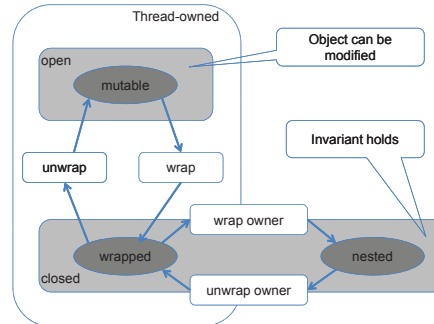 Thread-owned
open
Object can be
modified
mutable
Invariant holds
unwrap
wrap
wrap owner
wrapped
nested
closed
unwrap owner